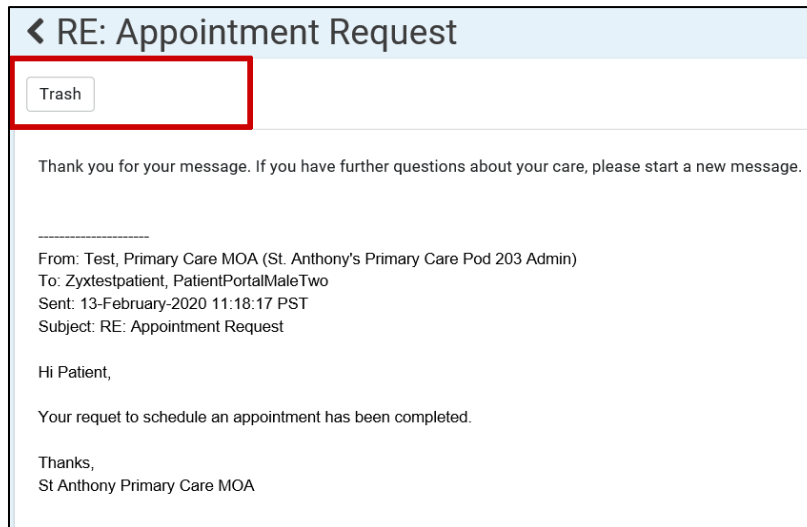 RE: Appointment Request
Trash
Thank you for your message. If you have further questions about your care, please start a new message.
---------------------
From: Test, Primary Care MOA (St. Anthony's Primary Care Pod 203 Admin)
To: Zyxtestpatient, PatientPortalMaleTwo
Sent: 13-February-2020 11:18:17 PST
Subject: RE: Appointment Request
Hi Patient,
Your requet to schedule an appointment has been completed.
Thanks,
St Anthony Primary Care MOA